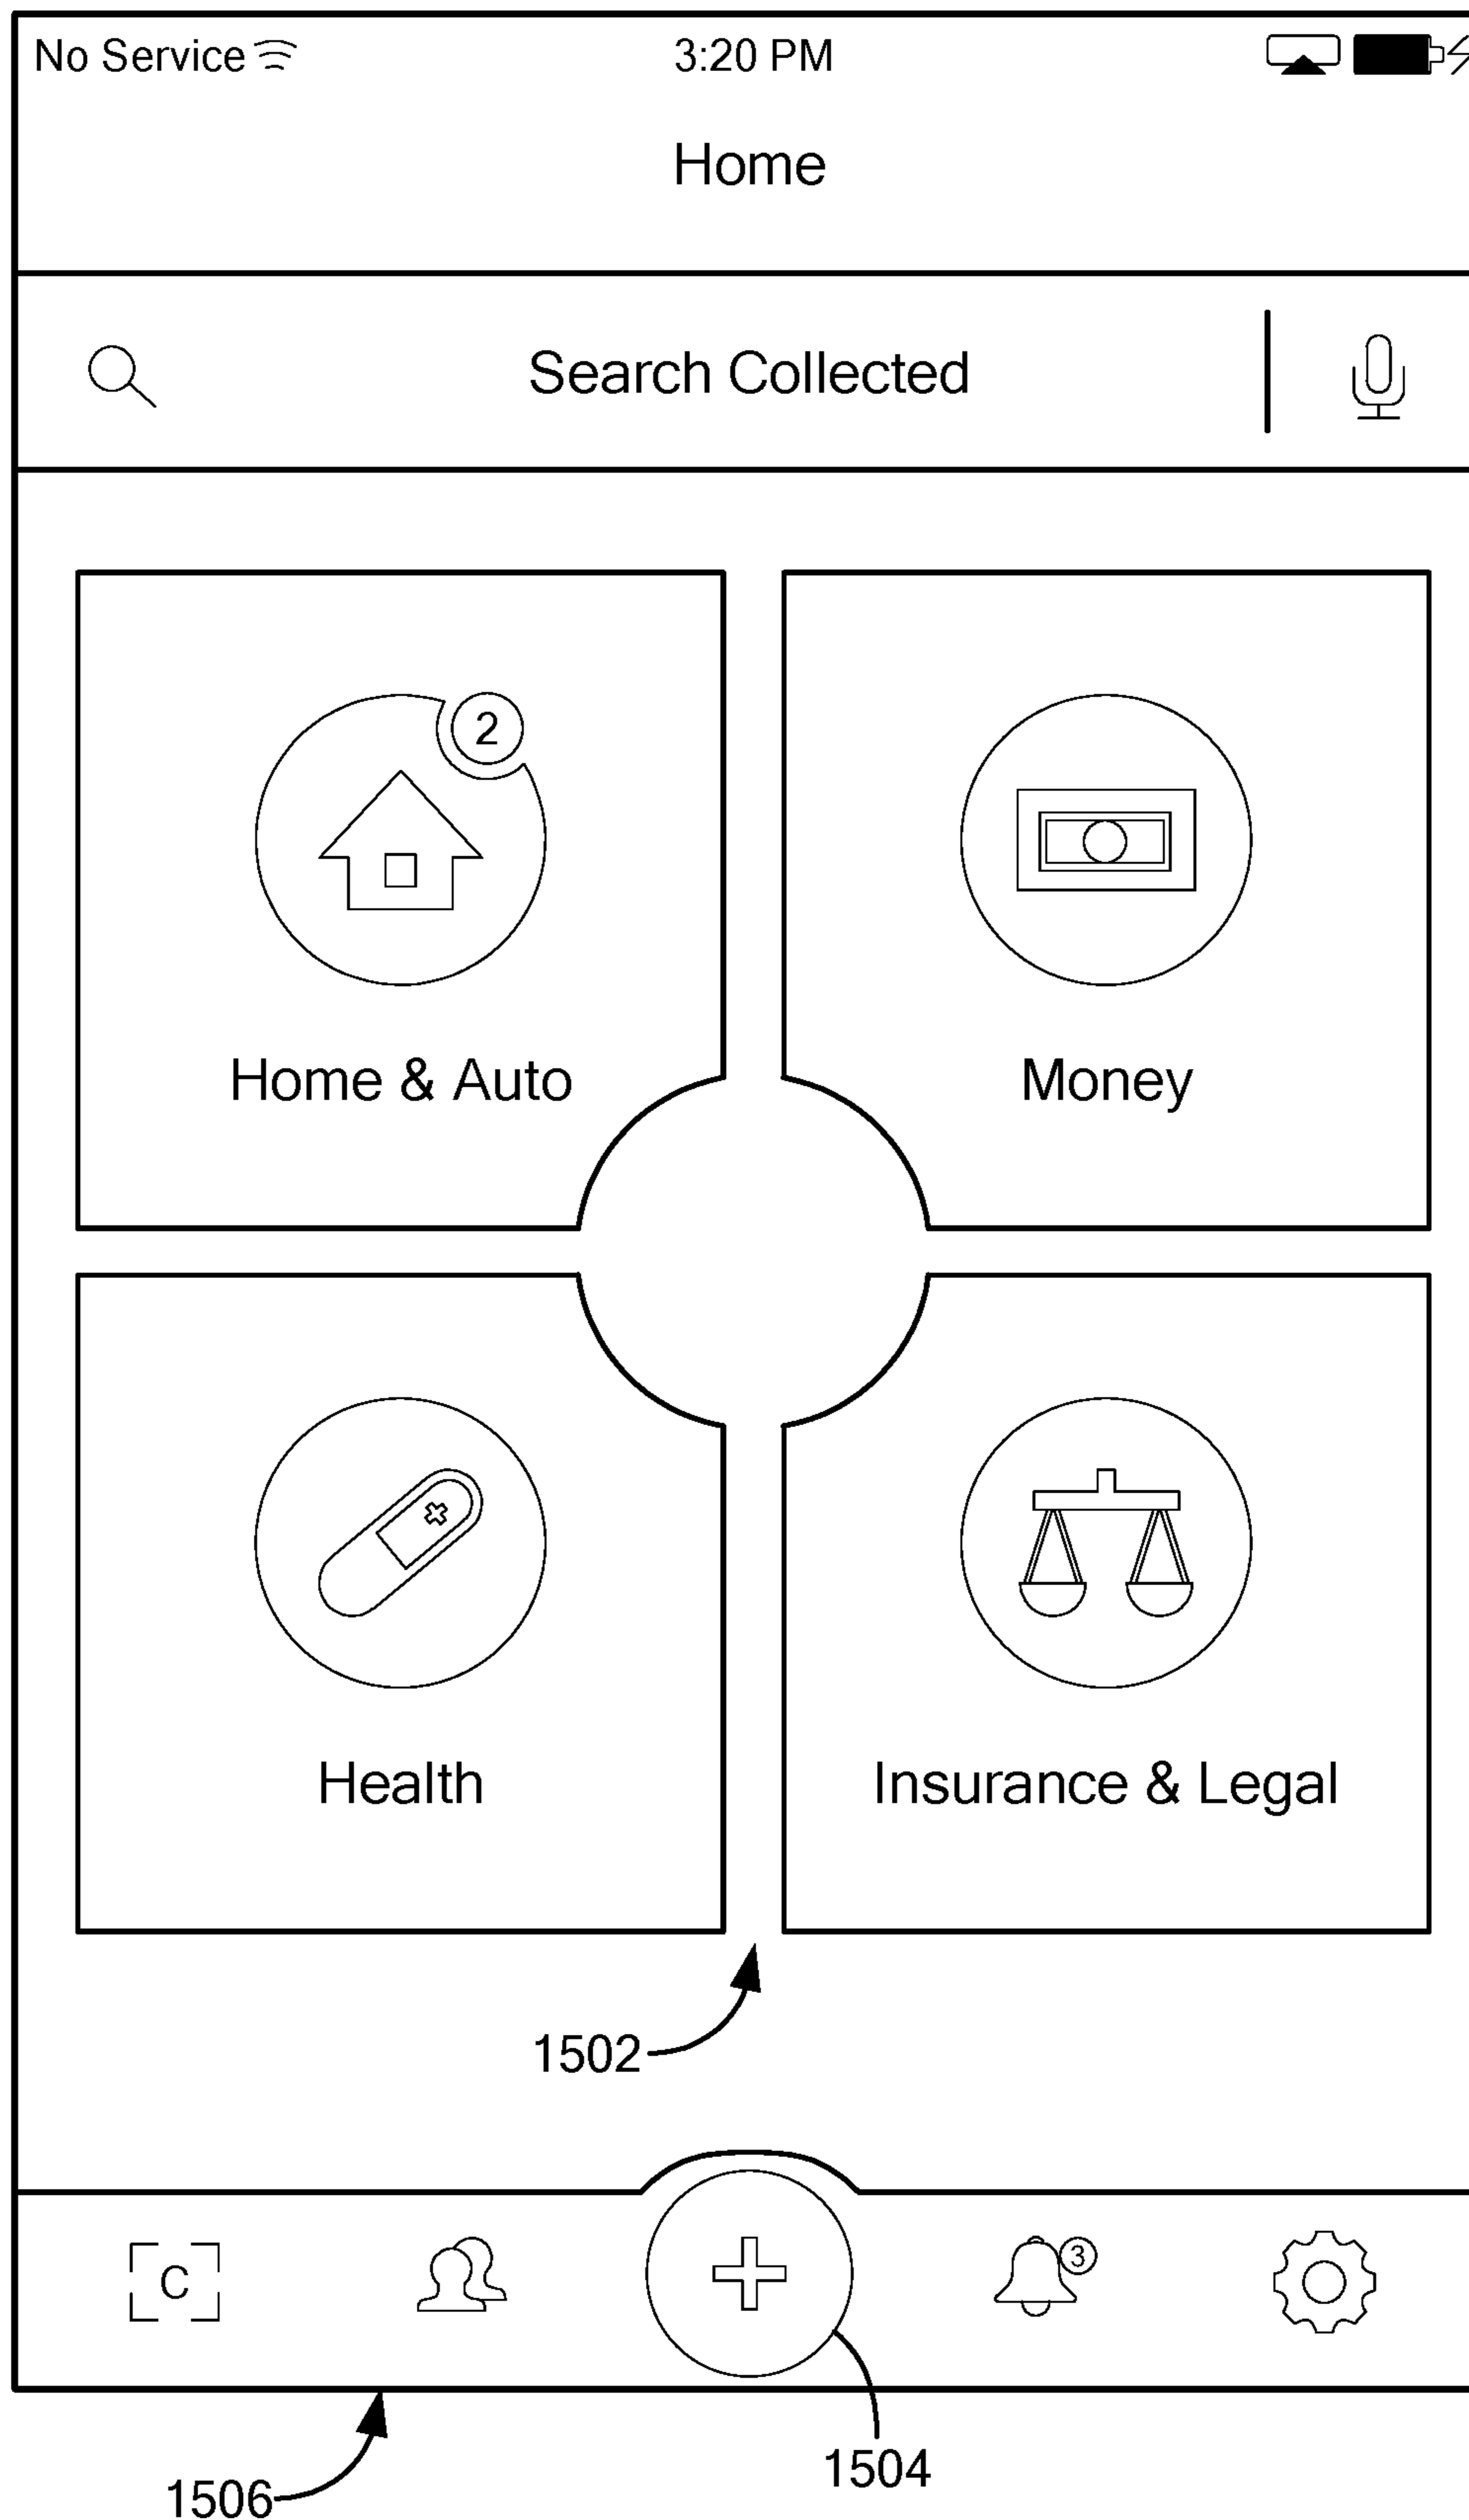 No Service 3:20 PM
Home
Search Collected
2
Home & Auto Money
Health Insurance & Legal
1502
C 3
1504
1506